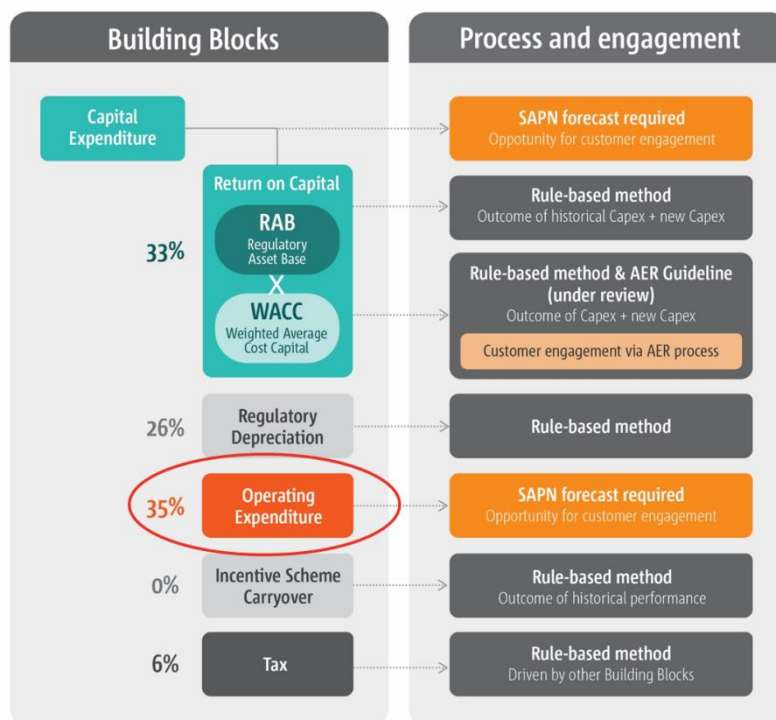 Building Blocks
Process and engagement
Capital
Expenditure
SAPN forecast required
Oppotunity for customer engagement
Return on Capital
RAB
Regulatory
Asset Base
X
WACC
Weighted Average
Cost Capital
33%
Rule-based method
Outcome of historical Capex + new Capex
Rule-based method & AER Guideline
(under review)
Outcome of Capex + new Capex
Customer engagement via AER process
26%
Regulatory
Depreciation
Rule-based method
35%
Operating
Expenditure
SAPN forecast required
Opportunity for customer engagement
0%
Incentive Scheme
Carryover
Rule-based method
Outcome of historical performance
6%
Tax
Rule-based method
Driven by other Building Blocks